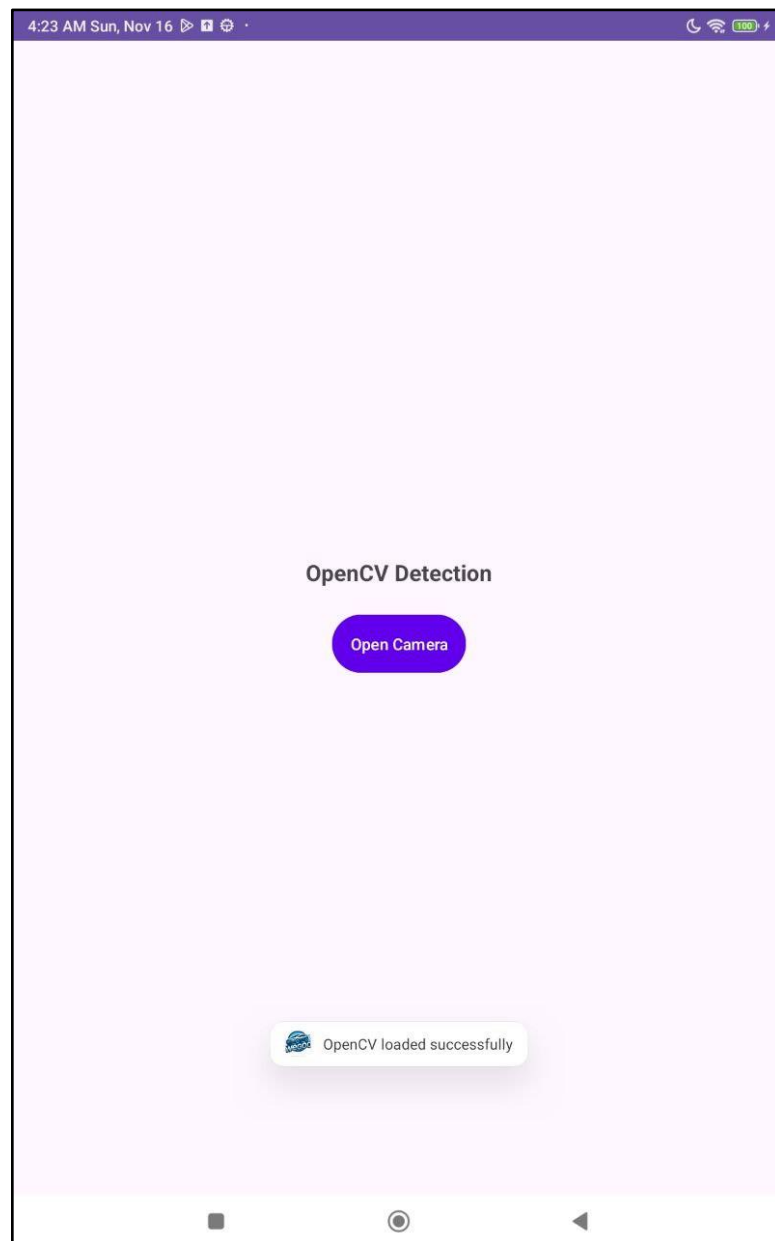 4:23 AM Sun, Nov 16
100
OpenCV Detection
Open Camera
OpenCV loaded successfully